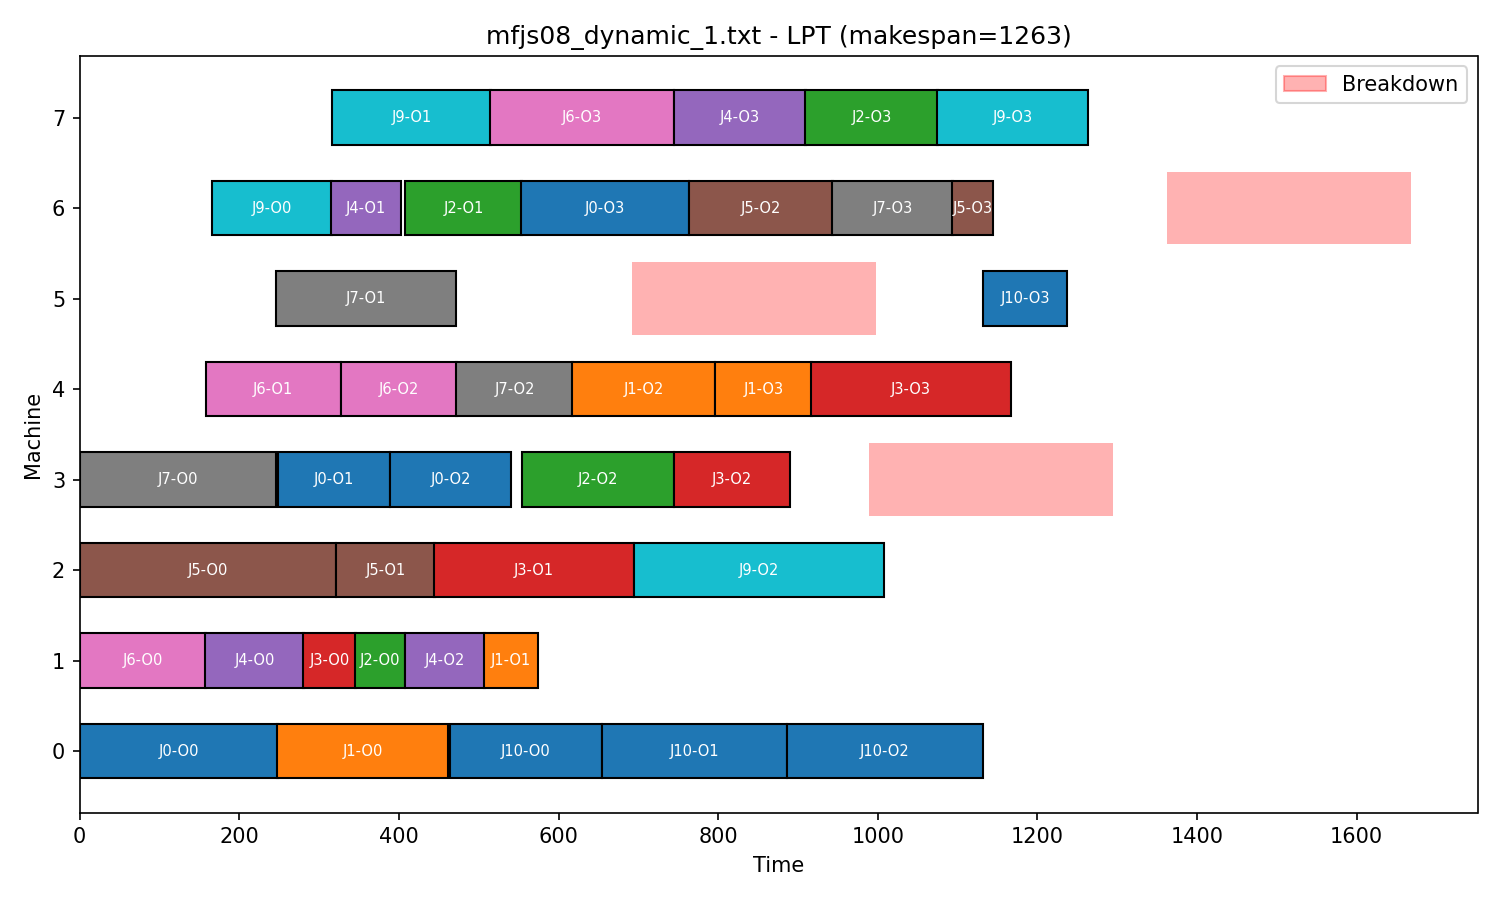 mfjs08_dynamic_1.txt - LPT (makespan=1263)
Breakdown
Machine
7
J9-O1 J6-O3 J4-O3 J2-O3 J9-O3
6
J9-O0 J4-O1 J2-O1 J0-O3 J5-O2 J7-O3 J5-O3
5
J7-O1 J10-O3
4
J6-O1 J6-O2 J7-O2 J1-O2 J1-O3 J3-O3
3
J7-O0 J0-O1 J0-O2 J2-O2 J3-O2
2
J5-O0 J5-O1 J3-O1 J9-O2
1
J6-O0 J4-O0 J3-O0 J2-O0 J4-O2 J1-O1
0
J0-O0 J1-O0 J10-O0 J10-O1 J10-O2
0 200 400 600 800 1000 1200 1400 1600
Time